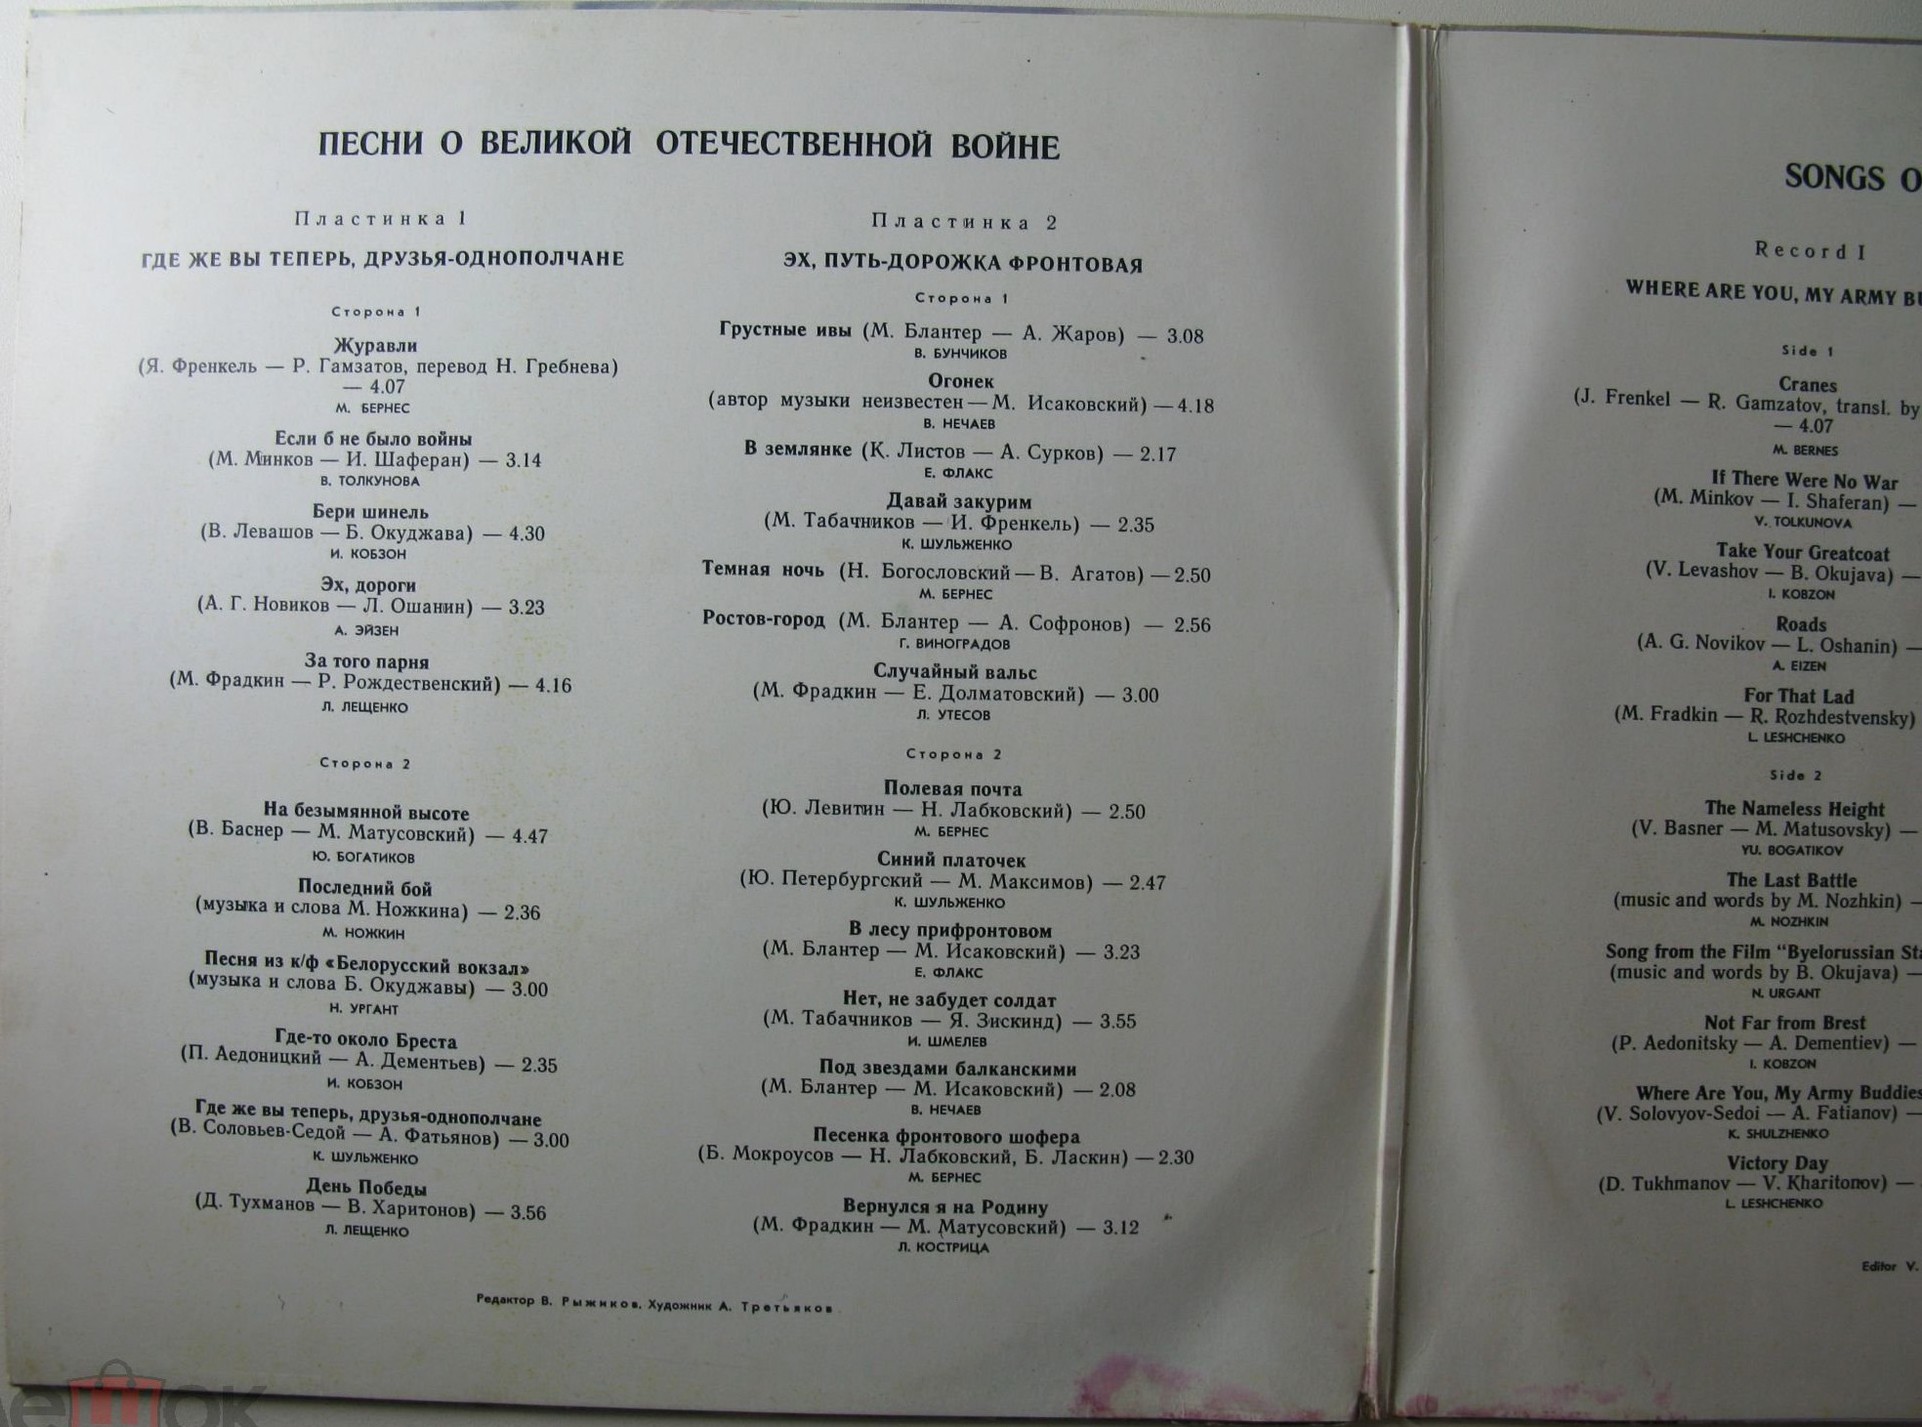 ПЕСНИ О ВЕЛИКОЙ ОТЕЧЕСТВЕННОЙ ВОЙНЕ
Пластинка 1
ГДЕ ЖЕ ВЫ ТЕПЕРЬ, ДРУЗЬЯ-ОДНОПОЛЧАНЕ
Сторона 1
Журавли
(Я. Френкель — Р. Гамзатов, перевод Н. Гребнева)
— 4.07
М. БЕРНЕС
Если б не было войны
(М. Минков — И. Шаферан) — 3.14
В. ТОЛКУНОВА
Бери шинель
(В. Левашов — Б. Окуджава) — 4.30
И. КОБЗОН
Эх, дороги
(А. Г. Новиков — Л. Ошанин) — 3.23
А. ЭЙЗЕН
За того парня
(М. Фрадкин — Р. Рождественский) — 4.16
Л. ЛЕЩЕНКО
Сторона 2
На безымянной высоте
(В. Баснер — М. Матусовский) — 4.47
Ю. БОГАТИКОВ
Последний бой
(музыка и слова М. Ножкина) — 2.36
М. НОЖКИН
Песня из к/ф «Белорусский вокзал»
(музыка и слова Б. Окуджавы) — 3.00
Н. УРГАНТ
Где-то около Бреста
(П. Аедоницкий — А. Дементьев) — 2.35
И. КОБЗОН
Где же вы теперь, друзья-однополчане
(В. Соловьев-Седой — А. Фатьянов) — 3.00
К. ШУЛЬЖЕНКО
День Победы
(Д. Тухманов — В. Харитонов) — 3.56
Л. ЛЕЩЕНКО
Пластинка 2
ЭХ, ПУТЬ-ДОРОЖКА ФРОНТОВАЯ
Сторона 1
Грустные ивы (М. Блантер — А. Жаров) — 3.08
В. БУНЧИКОВ
Огонек
(автор музыки неизвестен — М. Исаковский) — 4.18
В. НЕЧАЕВ
В землянке (К. Листов — А. Сурков) — 2.17
Е. ФЛАКС
Давай закурим
(М. Табачников — И. Френкель) — 2.35
К. ШУЛЬЖЕНКО
Темная ночь (Н. Богословский — В. Агатов) — 2.50
М. БЕРНЕС
Ростов-город (М. Блантер — А. Софронов) — 2.56
Г. ВИНОГРАДОВ
Случайный вальс
(М. Фрадкин — Е. Долматовский) — 3.00
Л. УТЕСОВ
Сторона 2
Полевая почта
(Ю. Левитин — Н. Лабковский) — 2.50
М. БЕРНЕС
Синий платочек
(Ю. Петербургский — М. Максимов) — 2.47
К. ШУЛЬЖЕНКО
В лесу прифронтовом
(М. Блантер — М. Исаковский) — 3.23
Е. ФЛАКС
Нет, не забудет солдат
(М. Табачников — Я. Зискинд) — 3.55
И. ШМЕЛЕВ
Под звездами балканскими
(М. Блантер — М. Исаковский) — 2.08
В. НЕЧАЕВ
Песенка фронтового шофера
(Б. Мокроусов — Н. Лабковский, Б. Ласкин) — 2.30
М. БЕРНЕС
Вернулся я на Родину
(М. Фрадкин — М. Матусовский) — 3.12
Л. КОСТРИЦА
Редактор В. Рыжиков. Художник А. Третьяков
SONGS O
Record I
WHERE ARE YOU, MY ARMY BU
Side 1
Cranes
(J. Frenkel — R. Gamzatov, transl. by
— 4.07
M. BERNES
If There Were No War
(M. Minkov — I. Shaferan) —
V. TOLKUNOVA
Take Your Greatcoat
(V. Levashov — B. Okujava) —
I. KOBZON
Roads
(A. G. Novikov — L. Oshanin) —
A. EIZEN
For That Lad
(M. Fradkin — R. Rozhdestvensky)
L. LESHCHENKO
Side 2
The Nameless Height
(V. Basner — M. Matusovsky) —
YU. BOGATIKOV
The Last Battle
(music and words by M. Nozhkin) —
M. NOZHKIN
Song from the Film “Byelorussian Sta
(music and words by B. Okujava) —
N. URGANT
Not Far from Brest
(P. Aedonitsky — A. Dementiev) —
I. KOBZON
Where Are You, My Army Buddies
(V. Solovyov-Sedoi — A. Fatianov) —
K. SHULZHENKO
Victory Day
(D. Tukhmanov — V. Kharitonov) —
L. LESHCHENKO
Editor V.